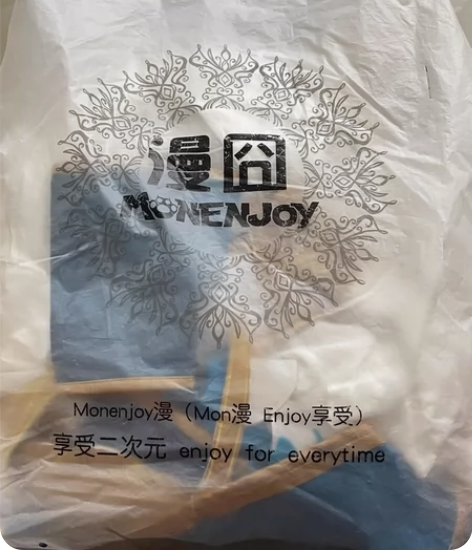 漫囧
MONENJOY
Monenjoy漫（Mon漫 Enjoy享受）
享受二次元 enjoy for everytime